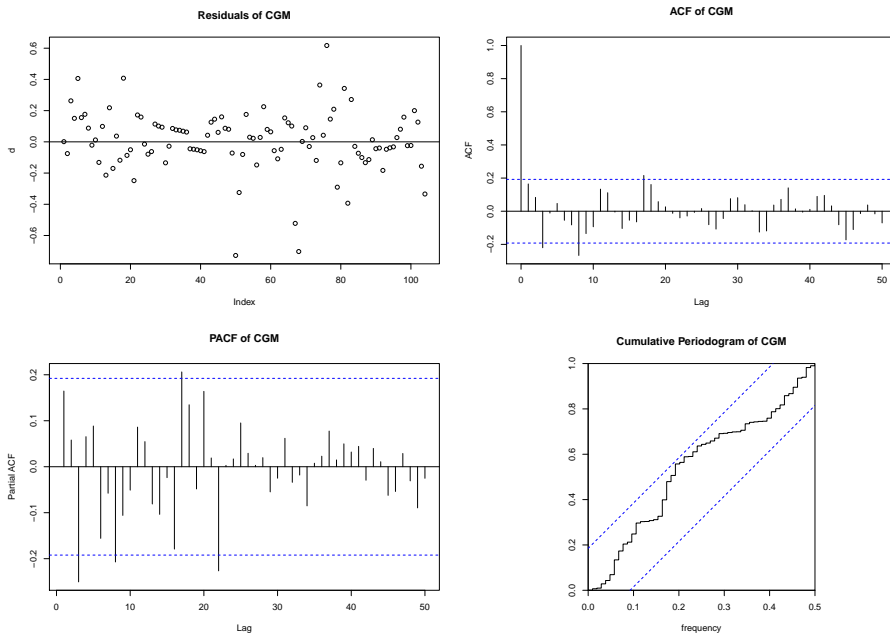 Residuals of CGM
d
0.6
0.4
0.2
0.0
-0.2
-0.4
-0.6
0 20 40 60 80 100
Index
ACF of CGM
ACF
1.0
0.8
0.6
0.4
0.2
0.0
-0.2
0 10 20 30 40 50
Lag
PACF of CGM
Partial ACF
0.2
0.1
0.0
-0.1
-0.2
0 10 20 30 40 50
Lag
Cumulative Periodogram of CGM
1.0
0.8
0.6
0.4
0.2
0.0
0.0 0.1 0.2 0.3 0.4 0.5
frequency